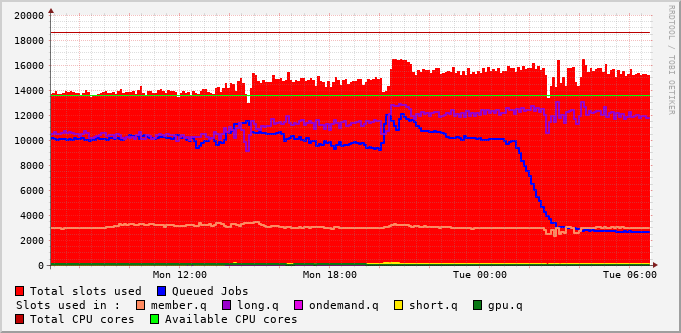 20000
18000
16000
14000
12000
10000
8000
6000
4000
2000
0
Mon 12:00 Mon 18:00 Tue 00:00 Tue 06:00
Total slots used Queued Jobs
Slots used in : member.q long.q ondemand.q short.q gpu.q
Total CPU cores Available CPU cores
RRDTOOL / TOBI OETIKER